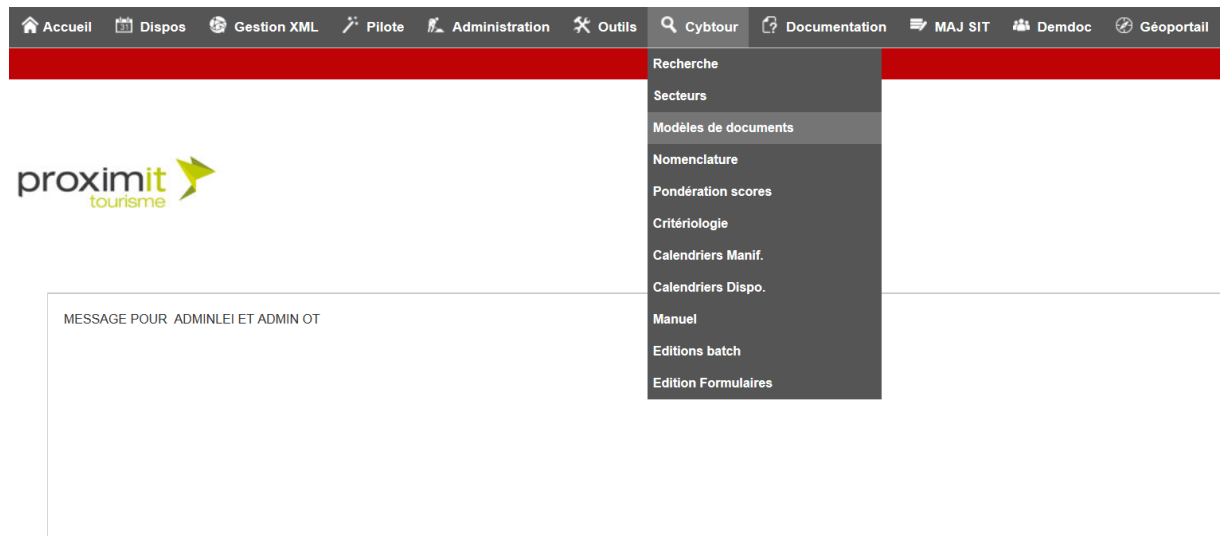 Accueil Dispos Gestion XML Pilote Administration Outils Cybtour Documentation MAJ SIT Demdoc Géoportail
Recherche
Secteurs
Modèles de documents
Nomenclature
Pondération scores
Critériologie
Calendriers Manif.
Calendriers Dispo.
Manuel
Editions batch
Edition Formulaires
proximit
tourisme
MESSAGE POUR ADMINLEI ET ADMIN OT